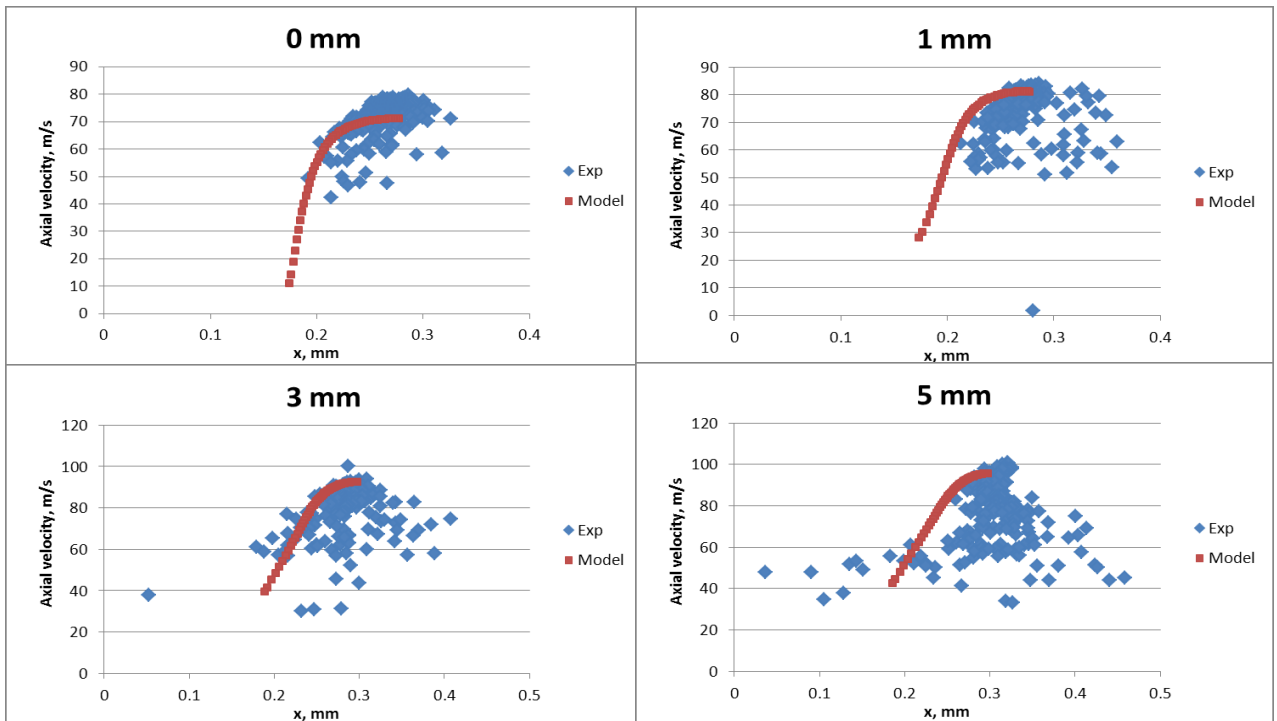 0 mm
90
80
70
60
50
40
30
20
10
0
Axial velocity, m/s
0 0.1 0.2 0.3 0.4
x, mm
Exp
Model
1 mm
90
80
70
60
50
40
30
20
10
0
Axial velocity, m/s
0 0.1 0.2 0.3 0.4
x, mm
Exp
Model
3 mm
120
100
80
60
40
20
0
Axial velocity, m/s
0 0.1 0.2 0.3 0.4 0.5
x, mm
Exp
Model
5 mm
120
100
80
60
40
20
0
Axial velocity, m/s
0 0.1 0.2 0.3 0.4 0.5
x, mm
Exp
Model